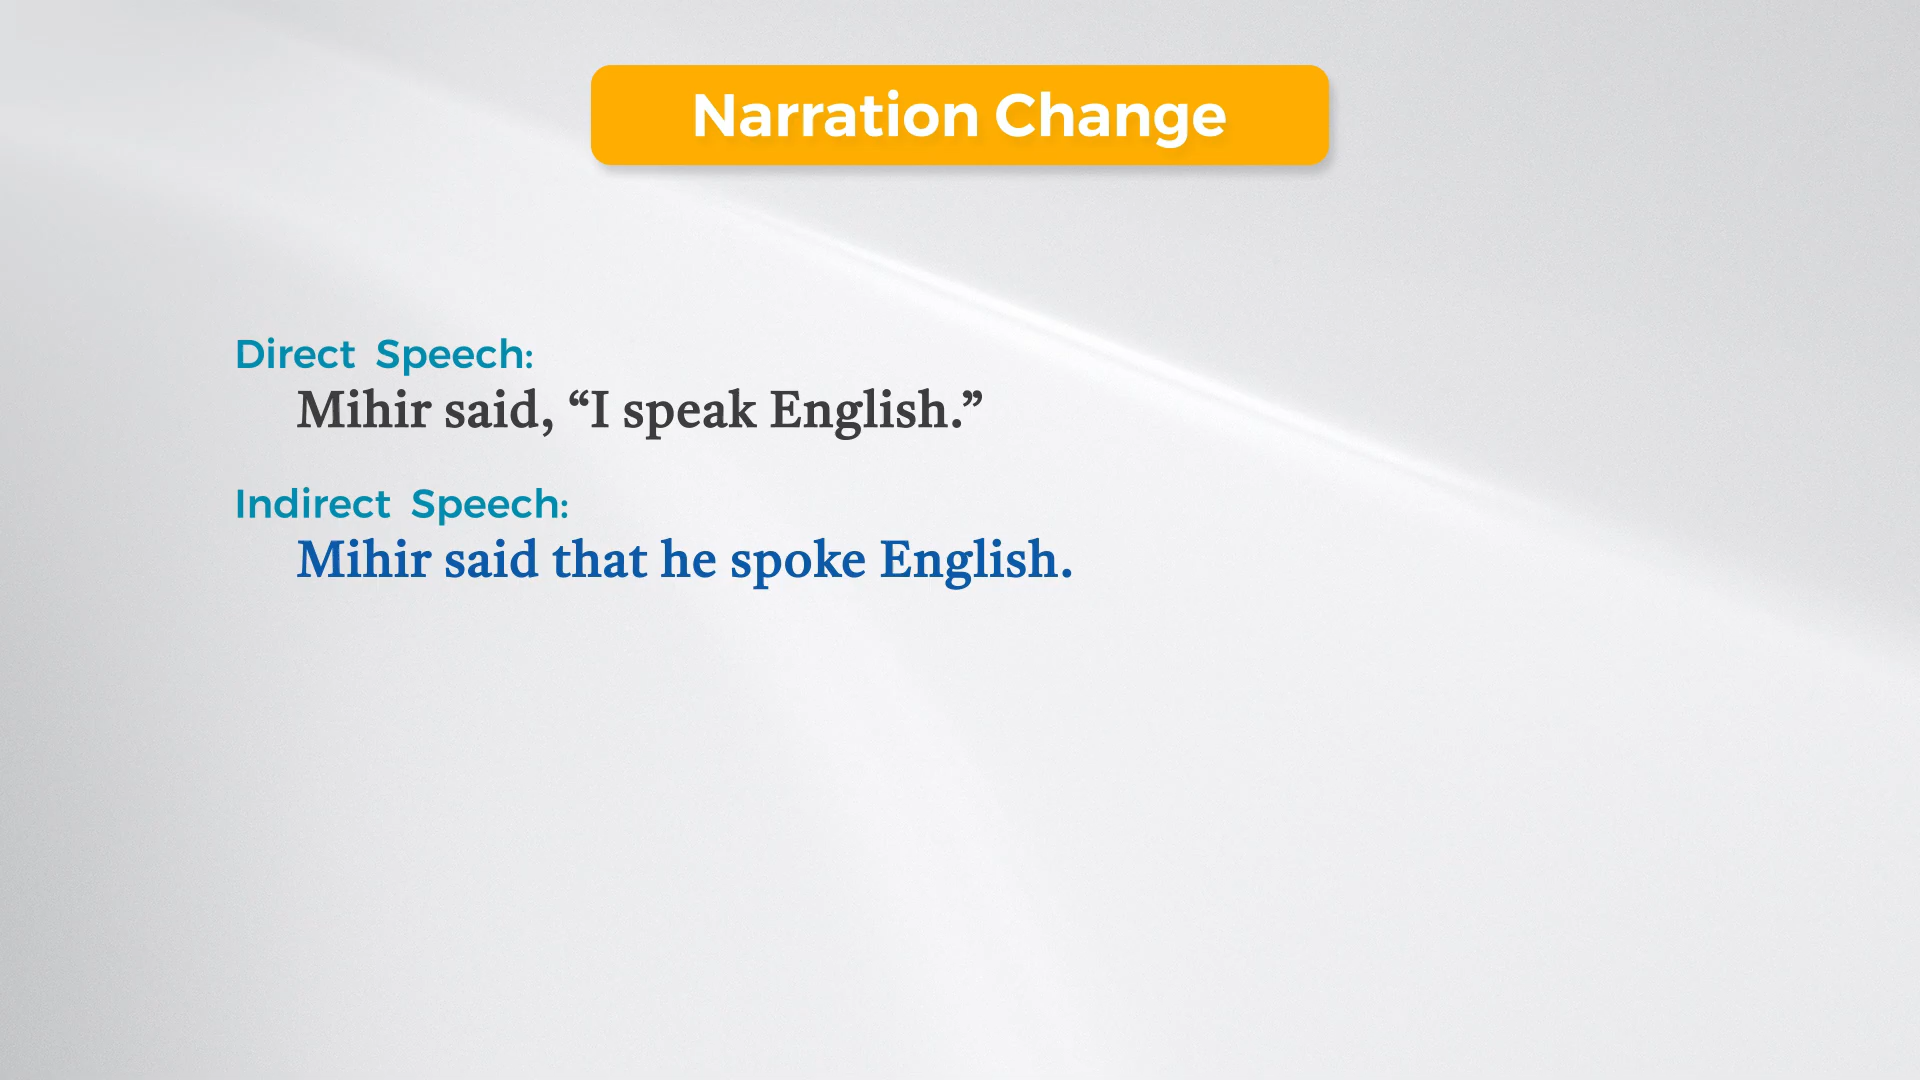 Narration Change
Direct Speech:
Mihir said, “I speak English.”
Indirect Speech:
Mihir said that he spoke English.